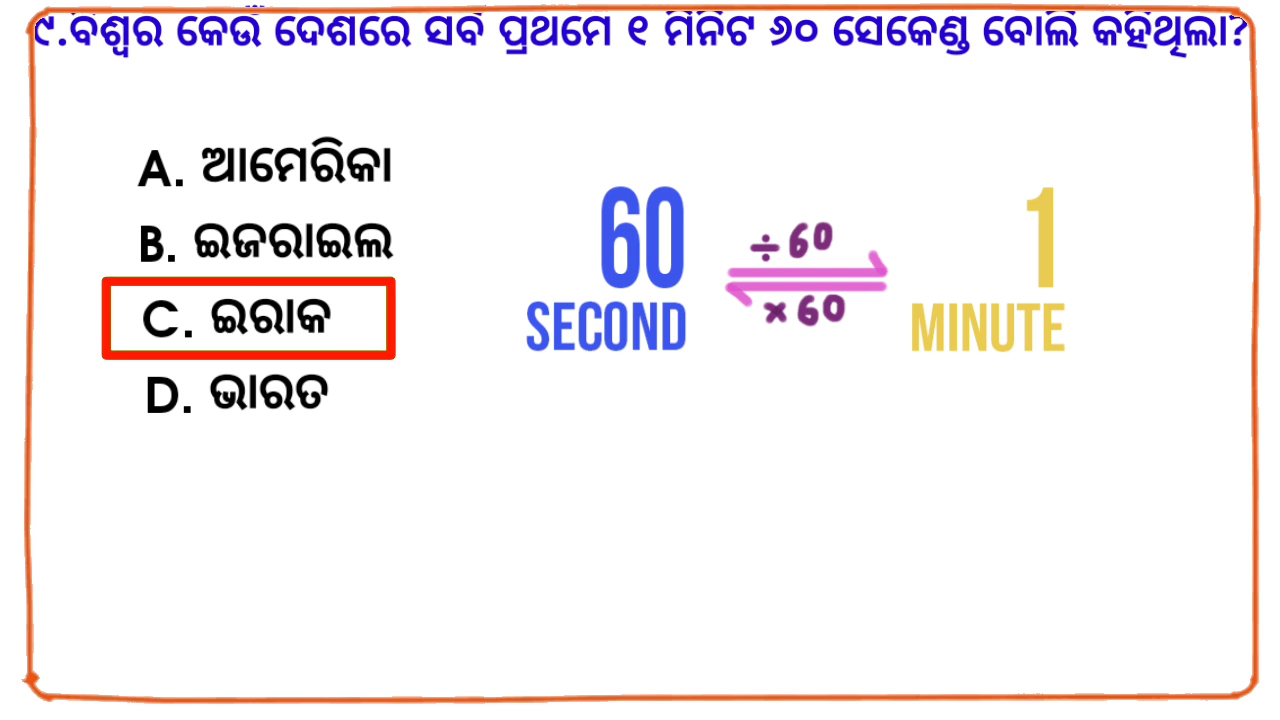 ୯.ବିଶ୍ୱର କେଉଁ ଦେଶରେ ସର୍ବ ପ୍ରଥମେ ୧ ମିନିଟ ୬୦ ସେକେଣ୍ଡ ବୋଲି କହିଥିଲା?
A. ଆମେରିକା
B. ଇଜରାଇଲ
C. ଇରାକ
D. ଭାରତ
60 SECOND
÷60
×60
1 MINUTE